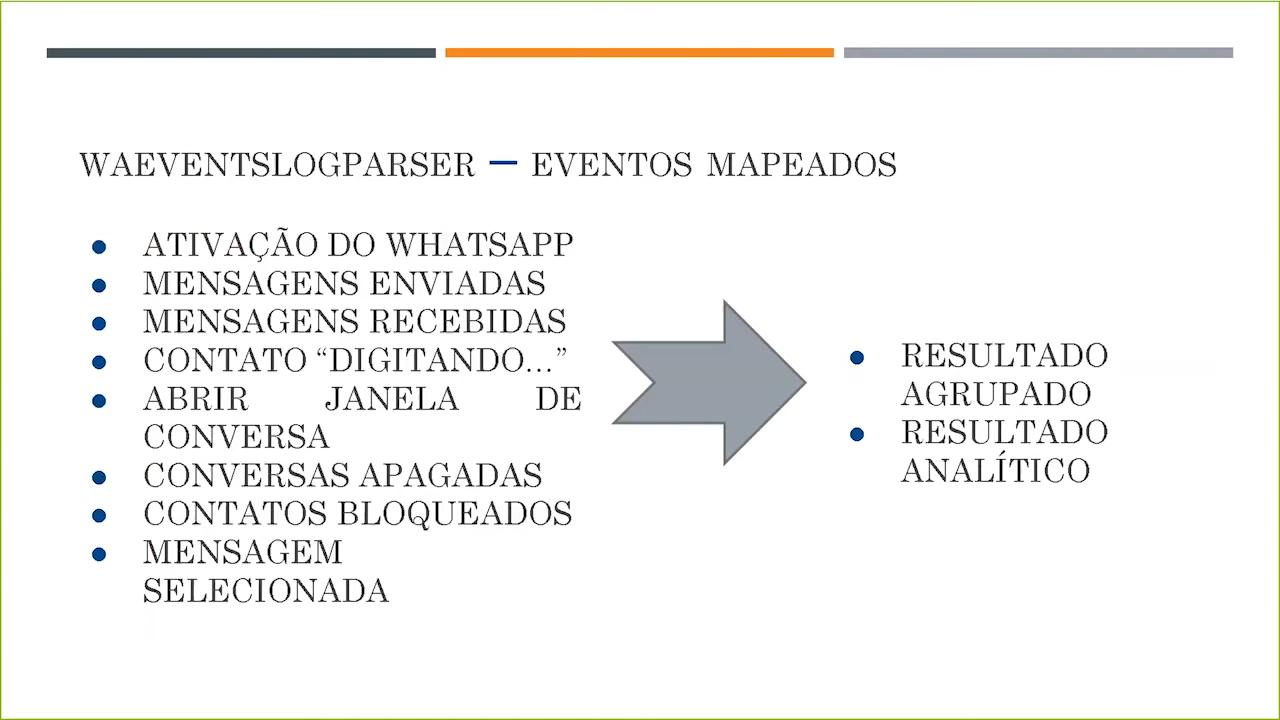 WAEVENTSLOGPARSER – EVENTOS MAPEADOS
● ATIVAÇÃO DO WHATSAPP
● MENSAGENS ENVIADAS
● MENSAGENS RECEBIDAS
● CONTATO “DIGITANDO...”
● ABRIR JANELA DE
CONVERSA
● CONVERSAS APAGADAS
● CONTATOS BLOQUEADOS
● MENSAGEM
SELECIONADA
● RESULTADO
AGRUPADO
● RESULTADO
ANALÍTICO